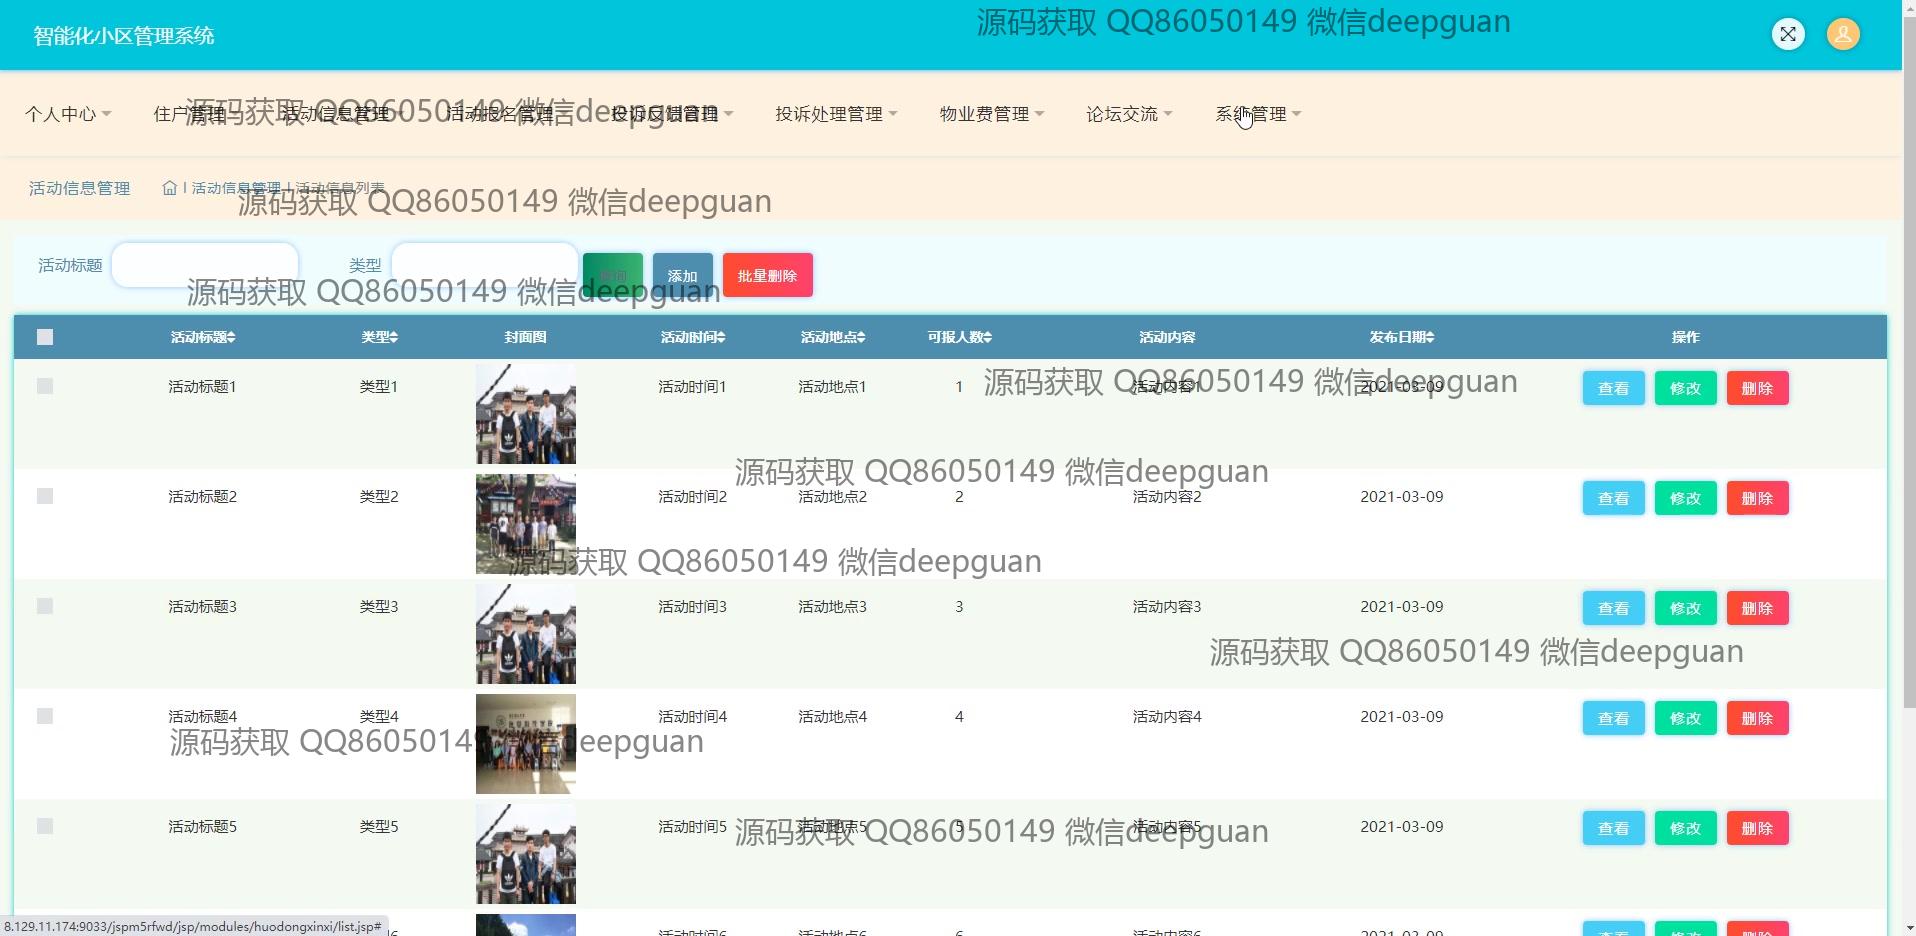 智能化小区管理系统
源码获取 QQ86050149 微信deepguan
个人中心 住户管理 活动信息管理 活动报名管理 投诉反馈管理 投诉处理管理 物业费管理 论坛交流 系统管理
源码获取 QQ86050149 微信deepguan
活动信息管理 | 活动信息管理 | 活动信息列表
源码获取 QQ86050149 微信deepguan
活动标题 类型 查询 添加 批量删除
源码获取 QQ86050149 微信deepguan
活动标题 类型 封面图 活动时间 活动地点 可报人数 活动内容 发布日期 操作
活动标题1 类型1 活动时间1 活动地点1 1 活动内容1 2021-03-09 查看 修改 删除
源码获取 QQ86050149 微信deepguan
源码获取 QQ86050149 微信deepguan
活动标题2 类型2 活动时间2 活动地点2 2 活动内容2 2021-03-09 查看 修改 删除
源码获取 QQ86050149 微信deepguan
活动标题3 类型3 活动时间3 活动地点3 3 活动内容3 2021-03-09 查看 修改 删除
源码获取 QQ86050149 微信deepguan
活动标题4 类型4 活动时间4 活动地点4 4 活动内容4 2021-03-09 查看 修改 删除
源码获取 QQ86050149 微信deepguan
活动标题5 类型5 活动时间5 活动地点5 5 活动内容5 2021-03-09 查看 修改 删除
源码获取 QQ86050149 微信deepguan
活动时间6 活动地点6 6 活动内容6 2021-03-09 查看 修改 删除
8.129.11.174:9033/jspm5rfwd/jsp/modules/huodongxinxi/list.jsp#